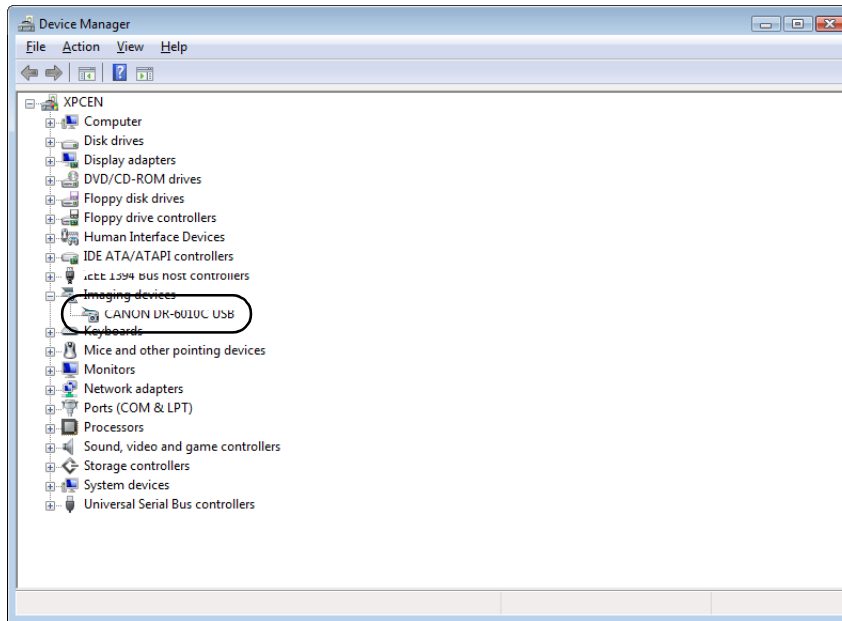 Device Manager
File Action View Help
XPCEN
Computer
Disk drives
Display adapters
DVD/CD-ROM drives
Floppy disk drives
Floppy drive controllers
Human Interface Devices
IDE ATA/ATAPI controllers
IEEE 1394 Bus host controllers
Imaging devices
CANON DR-6010C USB
Keyboards
Mice and other pointing devices
Monitors
Network adapters
Ports (COM & LPT)
Processors
Sound, video and game controllers
Storage controllers
System devices
Universal Serial Bus controllers